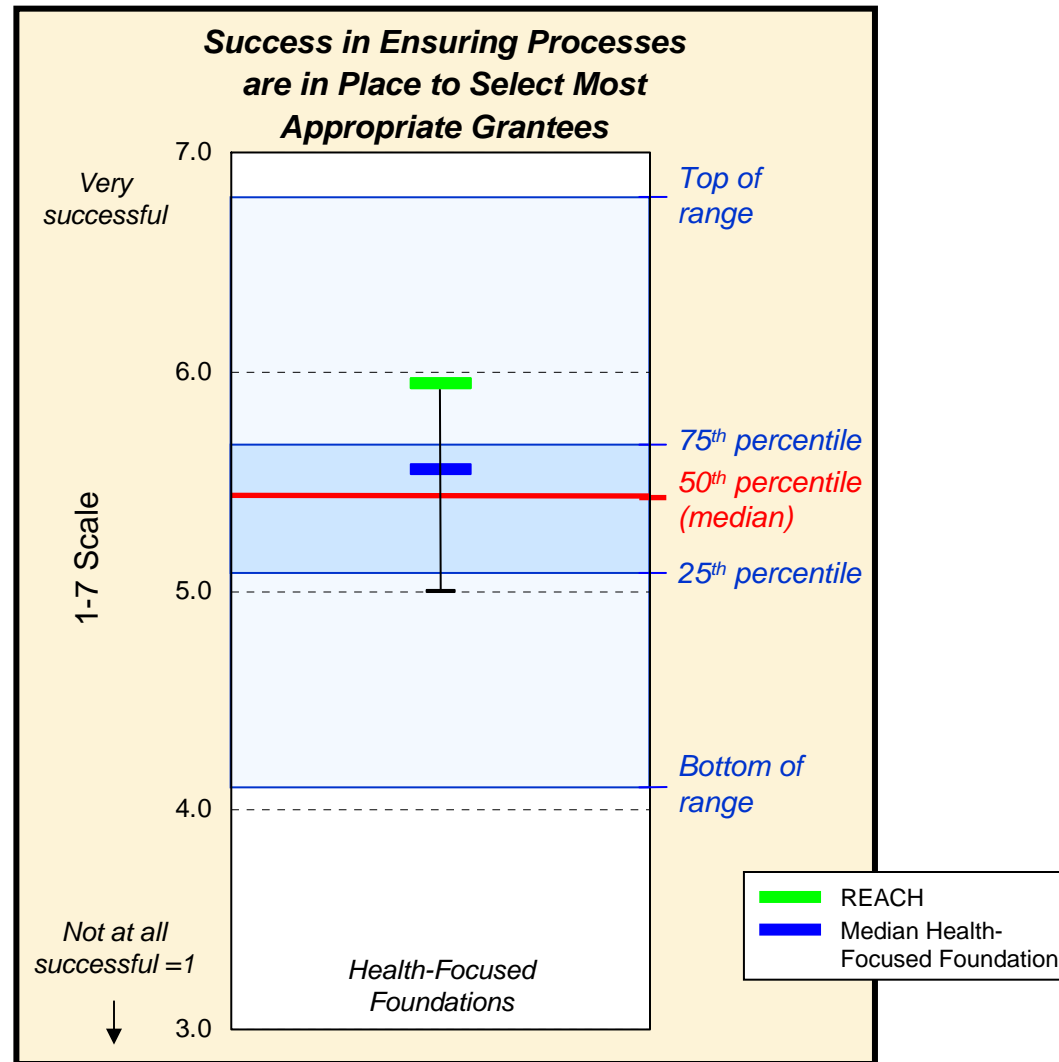 Success in Ensuring Processes
are in Place to Select Most
Appropriate Grantees
7.0
Very
successful
Top of
range
6.0
75th percentile
50th percentile
(median)
1-7 Scale
25th percentile
5.0
Bottom of
range
4.0
REACH
Median Health-
Focused Foundation
Not at all
successful =1
Health-Focused
Foundations
3.0